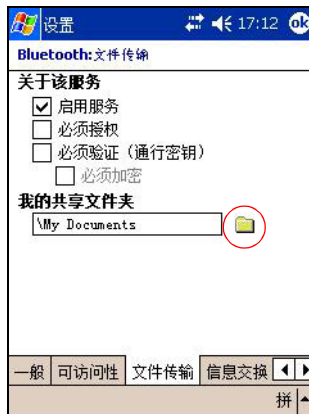 设置 17:12 ok
Bluetooth:文件传输
关于该服务
启用服务
必须授权
必须验证（通行密钥）
必须加密
我的共享文件夹
\My Documents
一般 可访问性 文件传输 信息交换
拼